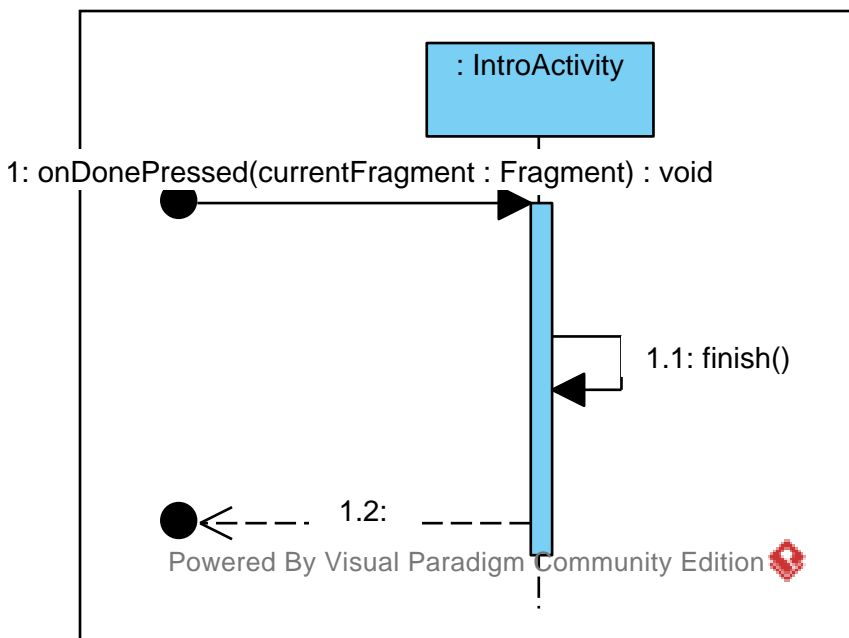 : IntroActivity
1: onDonePressed(currentFragment : Fragment) : void
1.1: finish()
1.2:
Powered By Visual Paradigm Community Edition